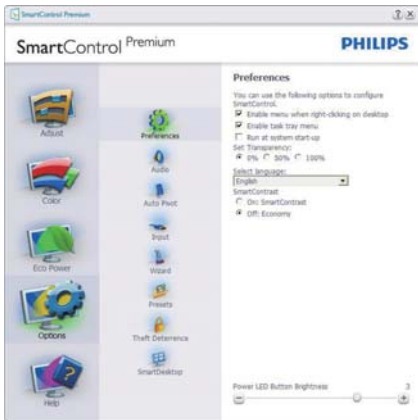 SmartControl Premium
SmartControl Premium
PHILIPS
Adjust
Color
Eco Power
Options
Help
Preferences
Audio
Auto Pivot
Input
Wizard
Presets
Theft Deterrence
SmartDesktop
Preferences
You can use the following options to configure
SmartControl.
Enable menu when right-clicking on desktop
Enable task tray menu
Run at system start-up
Set Transparency:
0% 50% 100%
Select language:
English
SmartContrast
On: SmartContrast
Off: Economy
Power LED Button Brightness 3